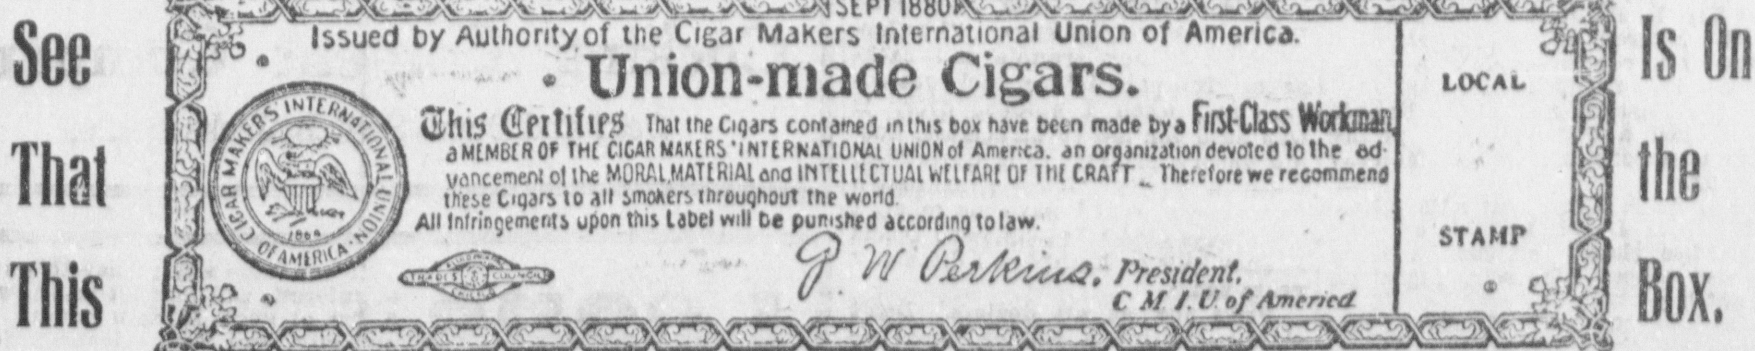 SEPT 1880
See
That
This
Issued by Authority of the Cigar Makers International Union of America.
Union-made Cigars.
This Certifies That the Cigars contained in this box have been made by a First-Class Workman,
a MEMBER OF THE CIGAR MAKERS' INTERNATIONAL UNION of America, an organization devoted to the ad-
vancement of the MORAL, MATERIAL and INTELLECTUAL WELFARE OF THE CRAFT. Therefore we recommend
these Cigars to all smokers throughout the world.
All Infringements upon this Label will be punished according to law.
G. W. Perkins, President,
C M I U of America
CIGAR MAKERS INTERNATIONAL UNION
OF AMERICA
1864
TRADES COUNCIL
LOCAL
STAMP
Is On
the
Box.